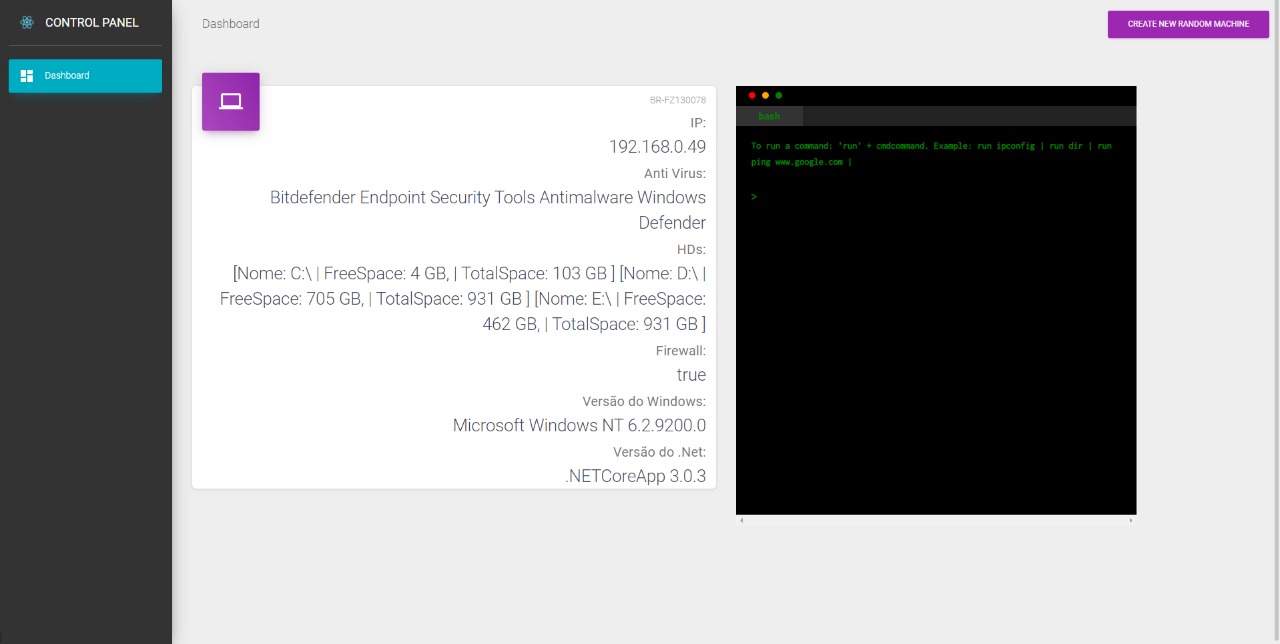 CONTROL PANEL
Dashboard
Dashboard
CREATE NEW RANDOM MACHINE
BR-FZ130078
IP:
192.168.0.49
Anti Virus:
Bitdefender Endpoint Security Tools Antimalware Windows
Defender
HDs:
[Nome: C:\ | FreeSpace: 4 GB, | TotalSpace: 103 GB ] [Nome: D:\ |
FreeSpace: 705 GB, | TotalSpace: 931 GB ] [Nome: E:\ | FreeSpace:
462 GB, | TotalSpace: 931 GB ]
Firewall:
true
Versão do Windows:
Microsoft Windows NT 6.2.9200.0
Versão do .Net:
.NETCoreApp 3.0.3
bash
To run a command: 'run' + cmdcommand. Example: run ipconfig | run dir | run
ping www.google.com |
>